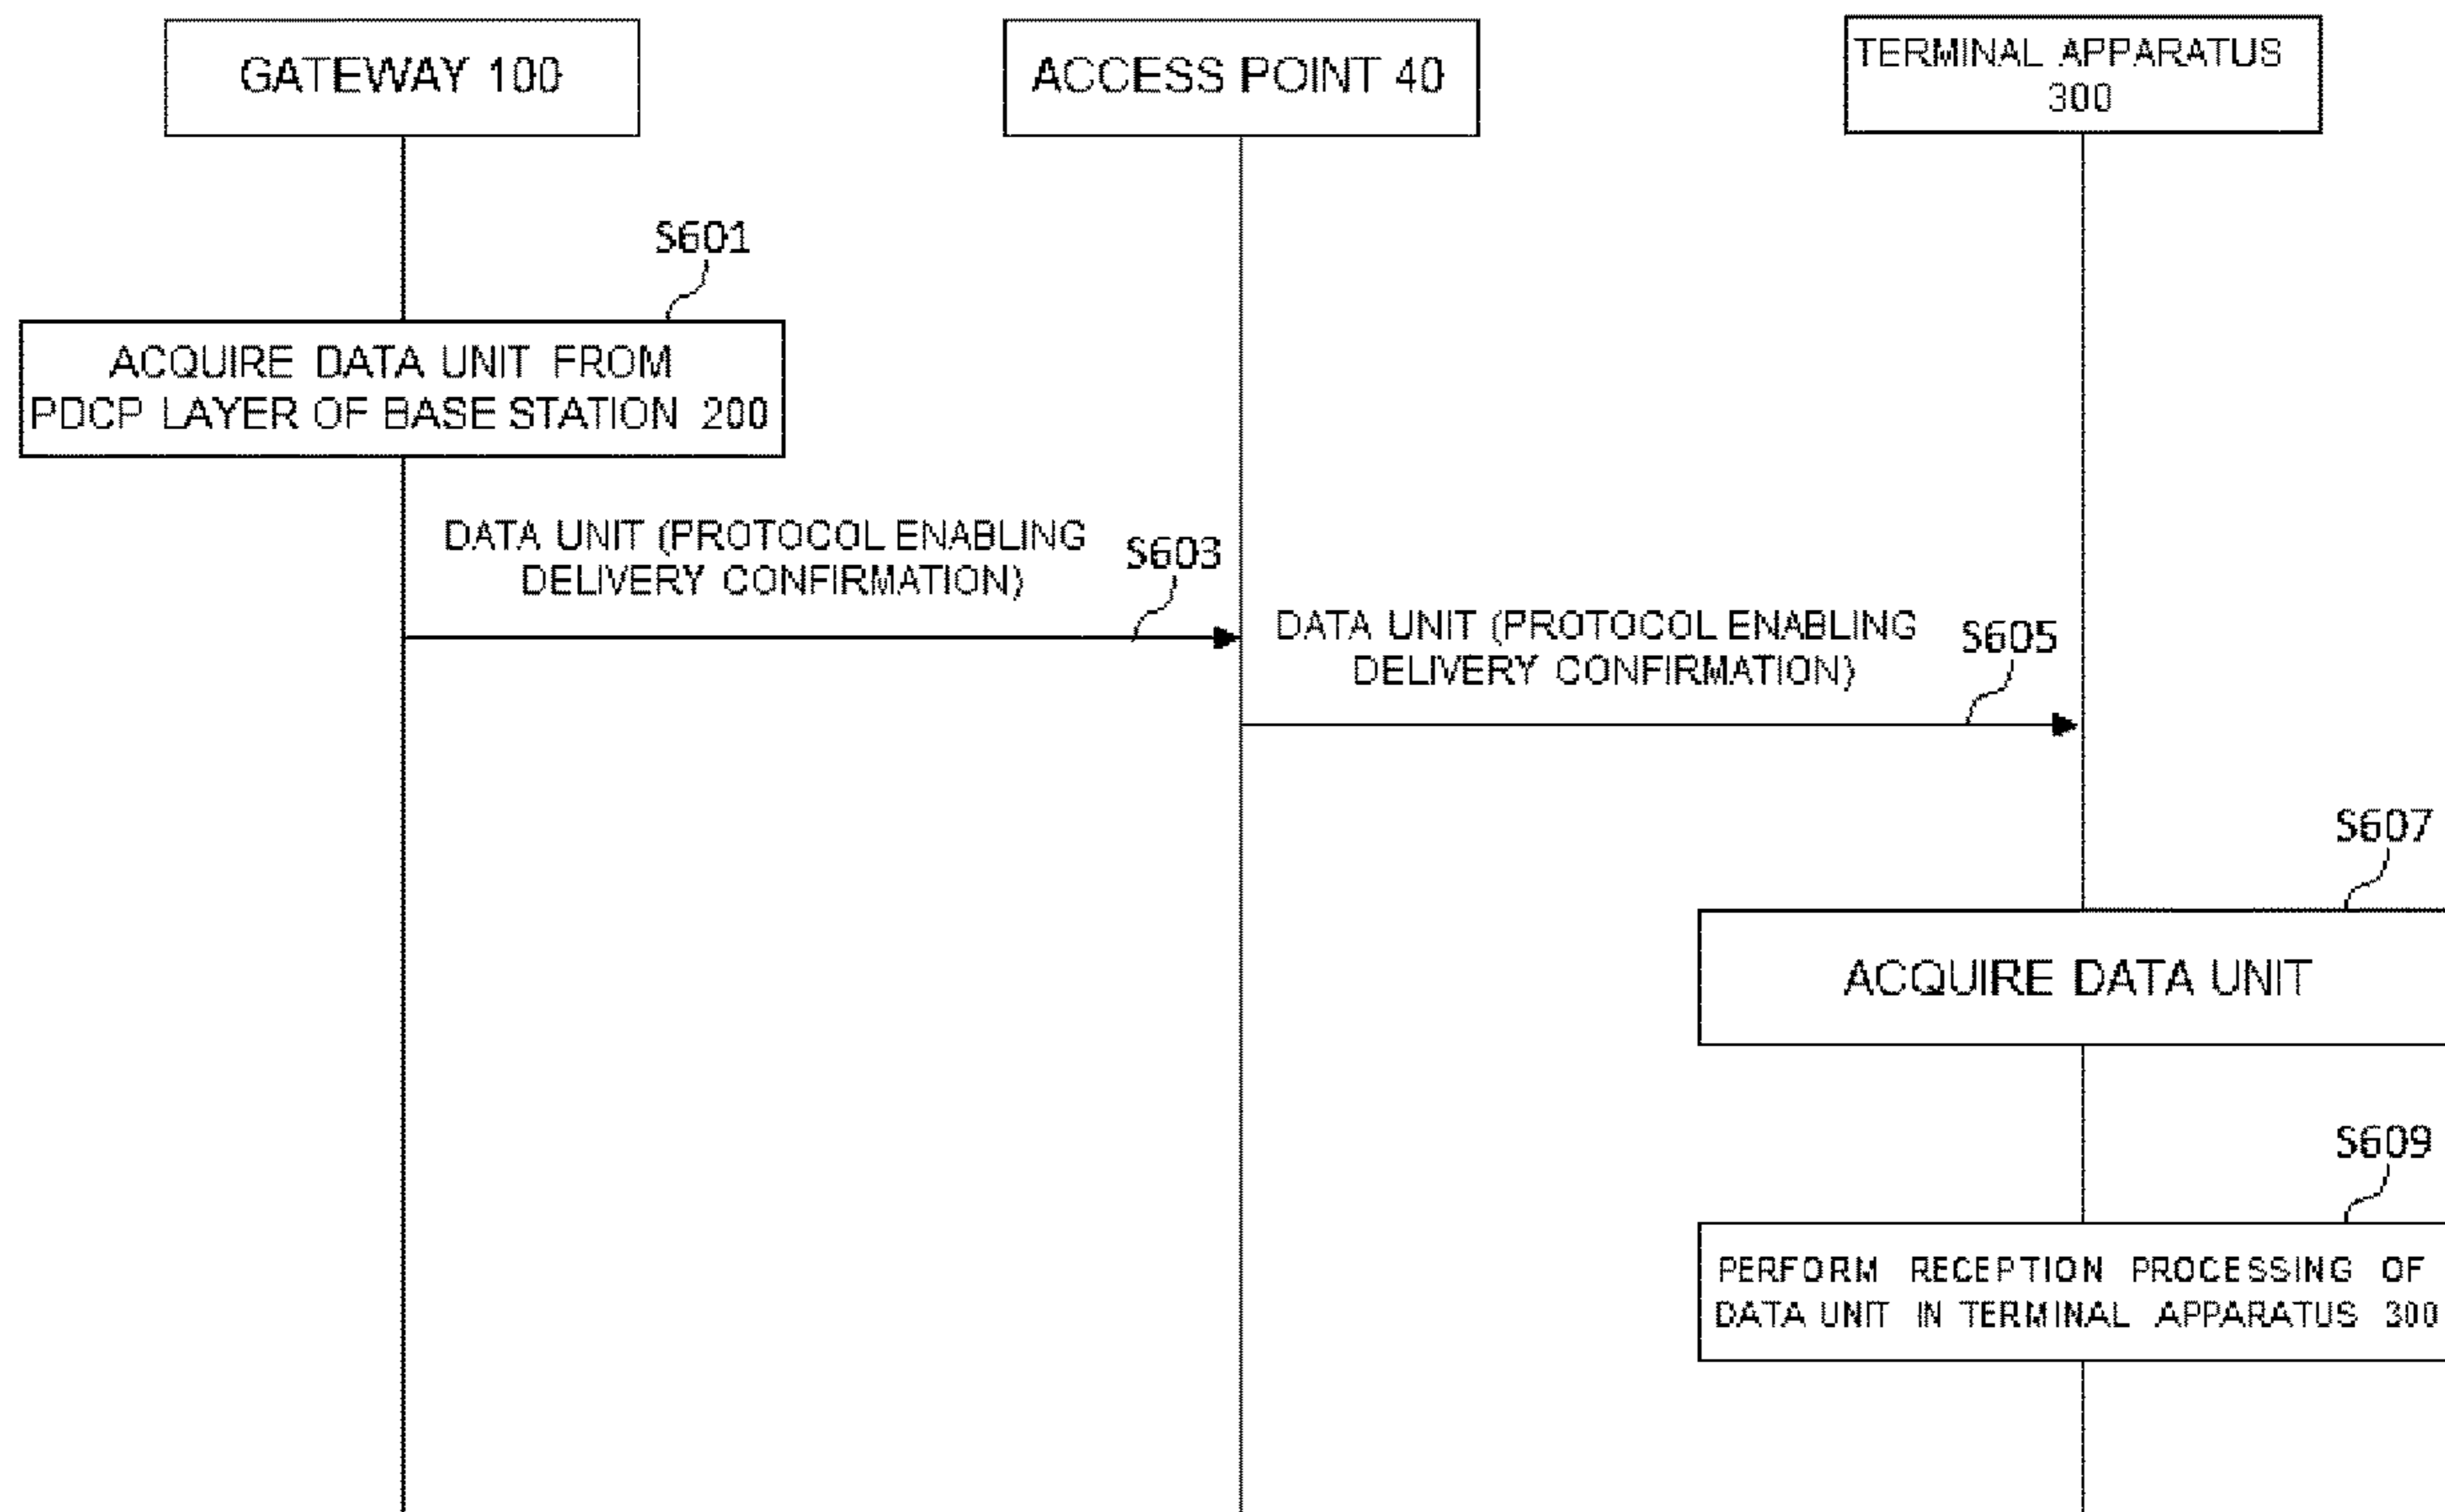 GATEWAY 100
ACCESS POINT 40
TERMINAL APPARATUS
300
S601
ACQUIRE DATA UNIT FROM
PDCP LAYER OF BASE STATION 200
DATA UNIT (PROTOCOL ENABLING
DELIVERY CONFIRMATION)
S603
DATA UNIT (PROTOCOL ENABLING
DELIVERY CONFIRMATION)
S605
S607
ACQUIRE DATA UNIT
S609
PERFORM RECEPTION PROCESSING OF
DATA UNIT IN TERMINAL APPARATUS 300